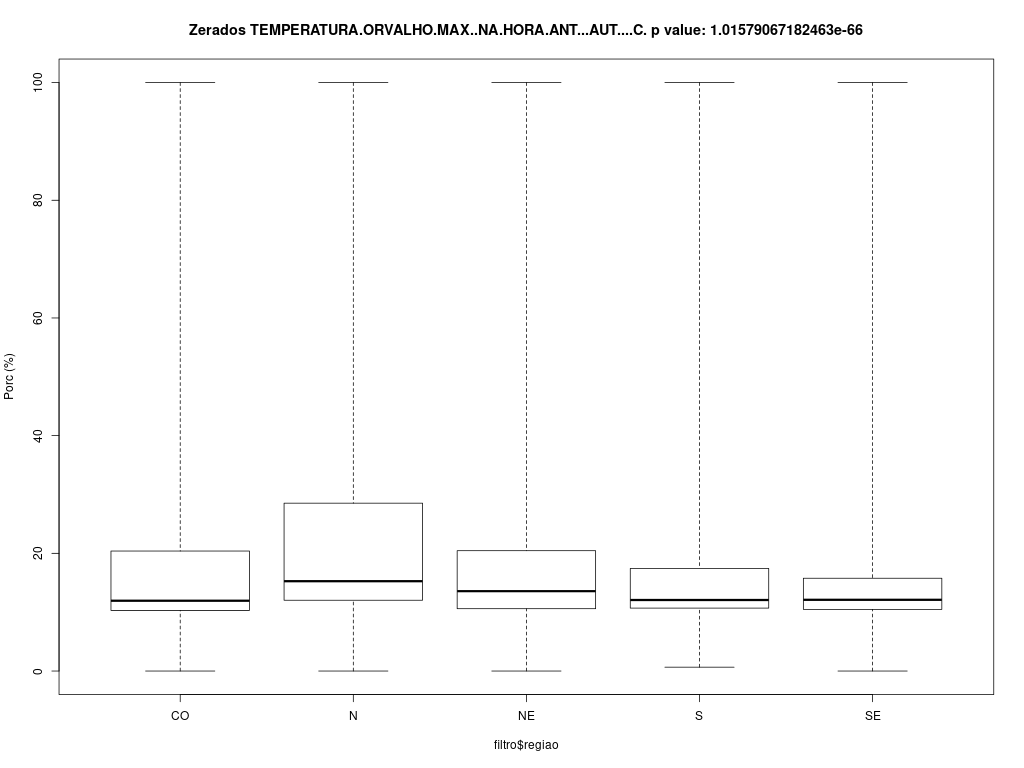 Zerados TEMPERATURA.ORVALHO.MAX..NA.HORA.ANT...AUT....C. p value: 1.01579067182463e-66
100
80
60
40
20
0
Porc (%)
CO N NE S SE
filtro$regiao